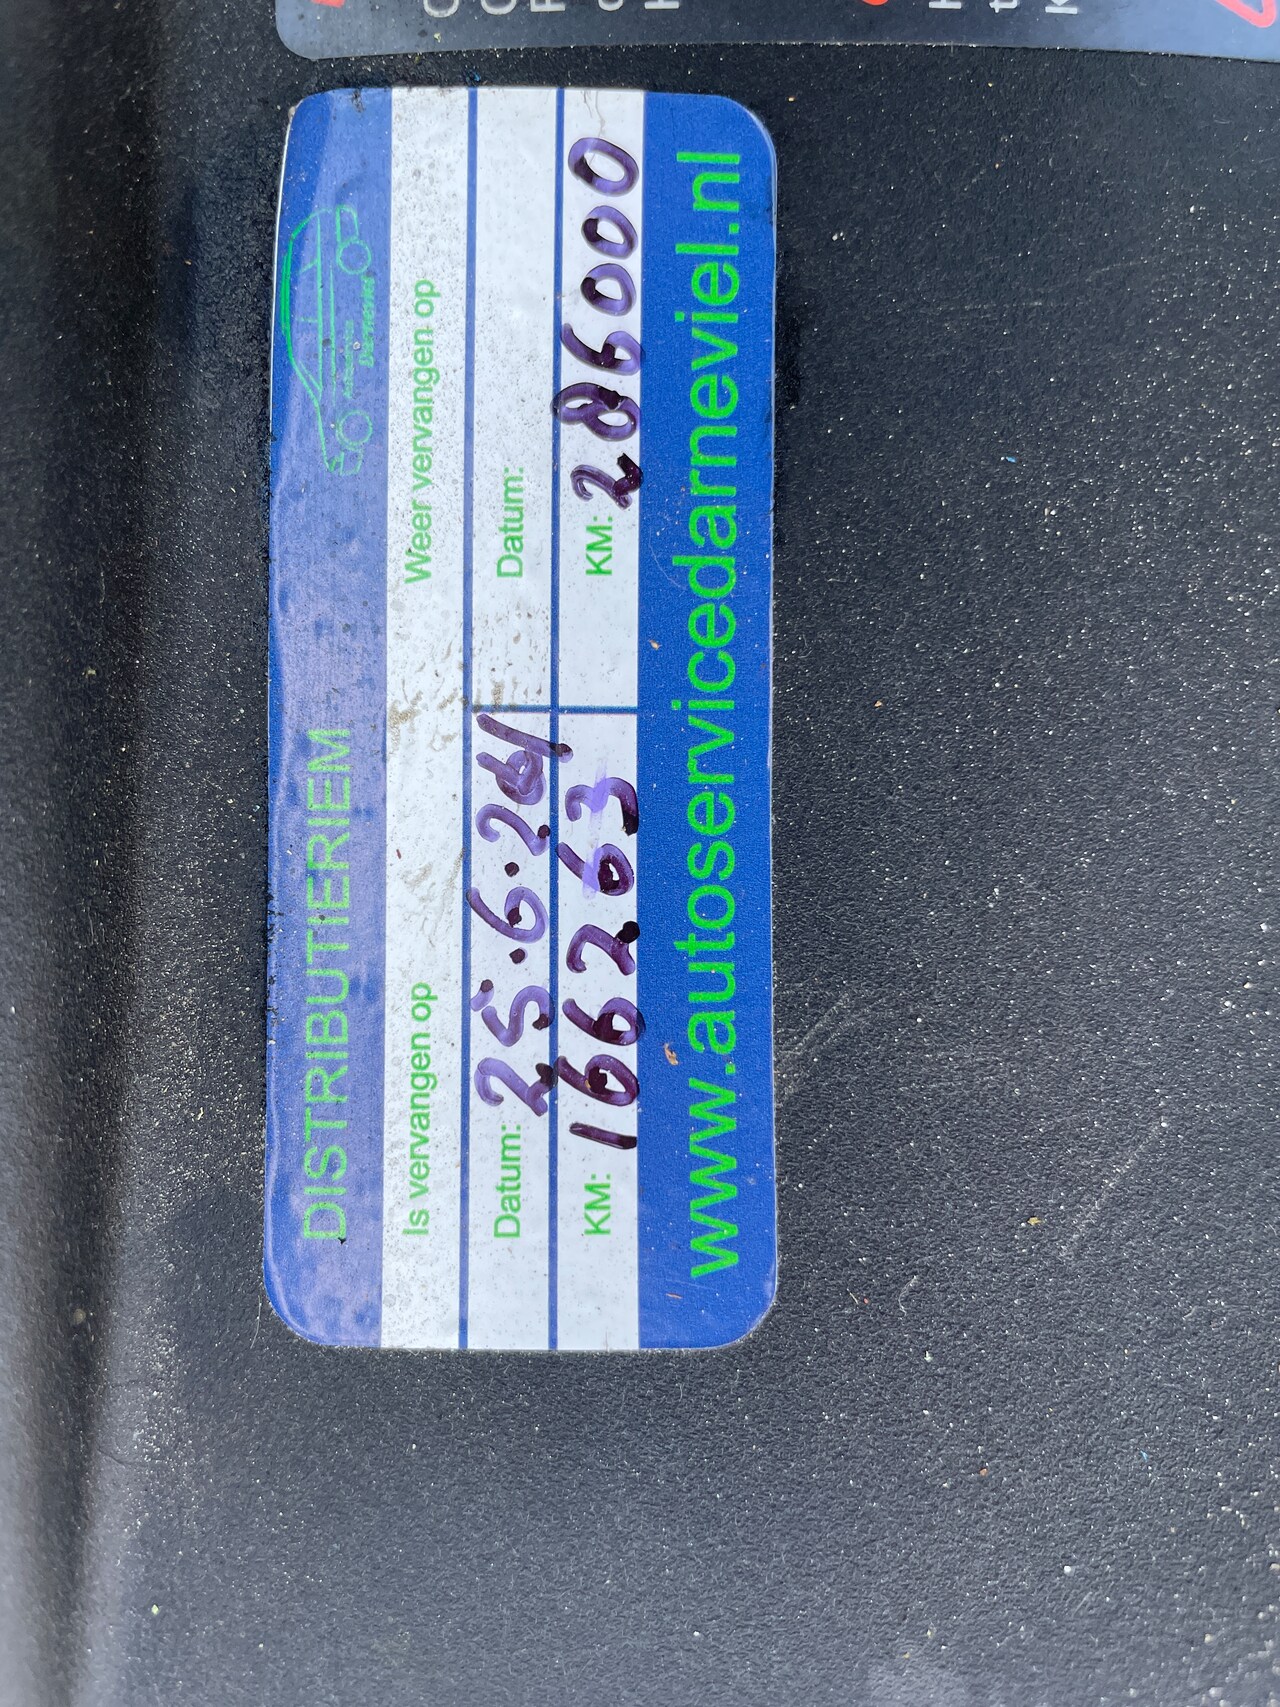 DISTRIBUTIERIEM
Is vervangen op
Weer vervangen op
Datum: 25.6.24
Datum:
KM: 166263
KM: 286000
www.autoservicedarneviel.nl